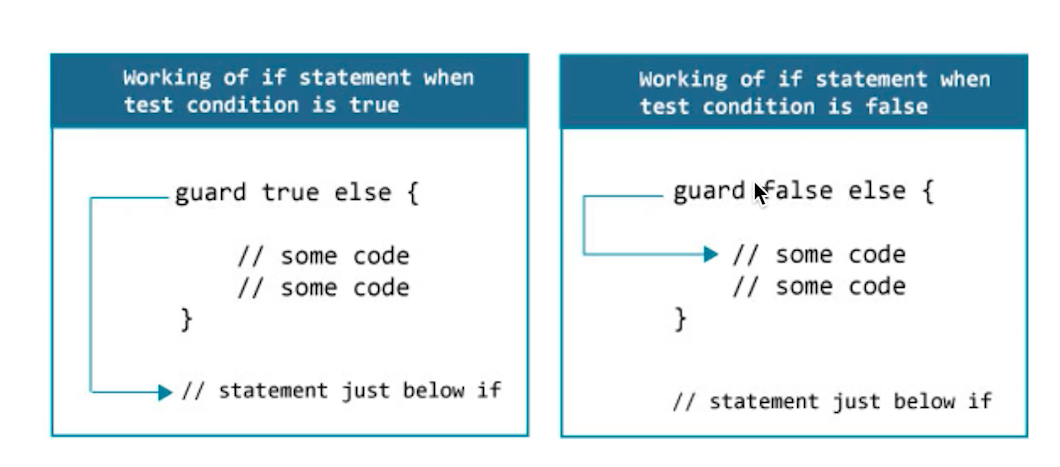 Working of if statement when
test condition is true
guard true else {
// some code
// some code
}
// statement just below if
Working of if statement when
test condition is false
guard false else {
// some code
// some code
}
// statement just below if